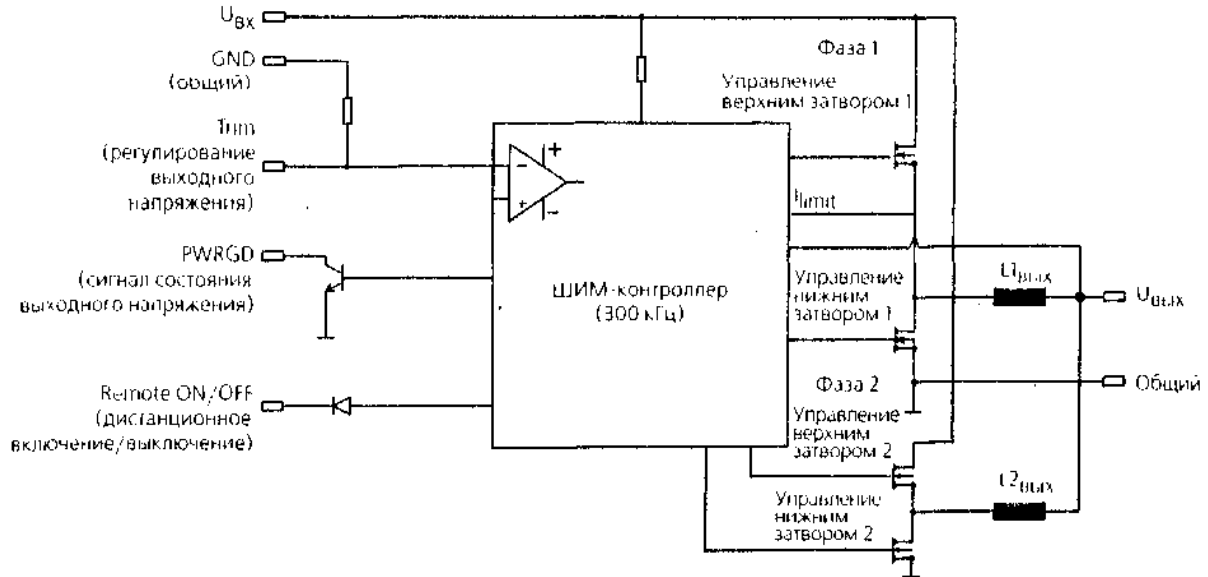 U вх
GND
(общий)
Trim
(регулирование
выходного
напряжения)
PWRGD
(сигнал состояния
выходного напряжения)
Remote ON/OFF
(дистанционное
включение/выключение)
ШИМ-контроллер
(300 кГц)
Фаза 1
Управление
верхним затвором 1
Ilimit
Управление
нижним
затвором 1
L1вых
Uвых
Общий
Фаза 2
Управление
верхним
затвором 2
L2вых
Управление
нижним
затвором 2